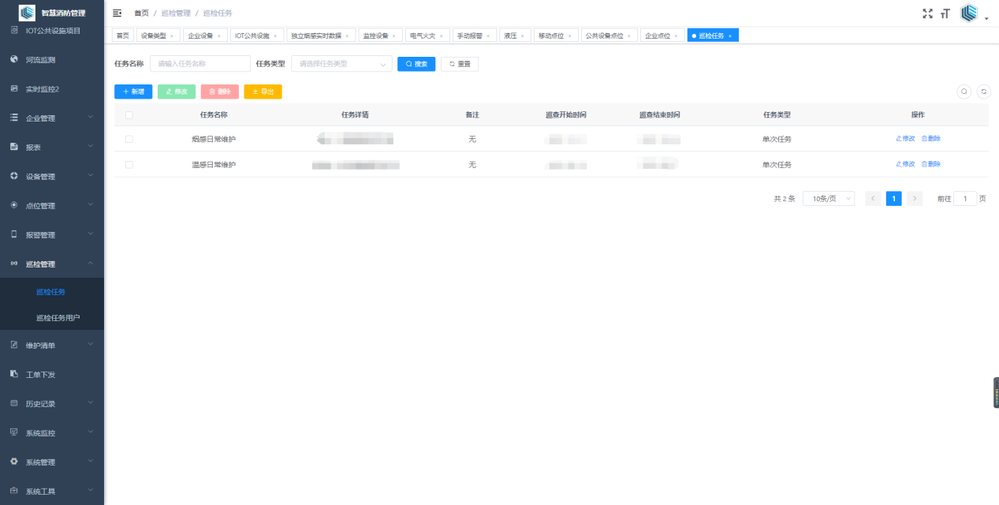 智慧消防管理
IOT公共设施项目
河流监测
实时监控2
企业管理
报表
设备管理
点位管理
报警管理
巡检管理
巡检任务
巡检任务用户
维护清单
工单下发
历史记录
系统监控
系统管理
系统工具
首页 / 巡检管理 / 巡检任务
首页 设备类型 × 企业设备 × IOT公共设施 × 独立烟感实时数据 × 监控设备 × 电气火灾 × 手动报警 × 液压 × 移动点位 × 公共设备点位 × 企业点位 × 巡检任务 ×
任务名称 请输入任务名称 任务类型 请选择任务类型 搜索 重置
新增 修改 删除 导出
任务名称 任务详情 备注 巡查开始时间 巡查结束时间 任务类型 操作
烟感日常维护 无 单次任务 修改 删除
温感日常维护 无 单次任务 修改 删除
共 2 条 10条/页 < 1 > 前往 1 页